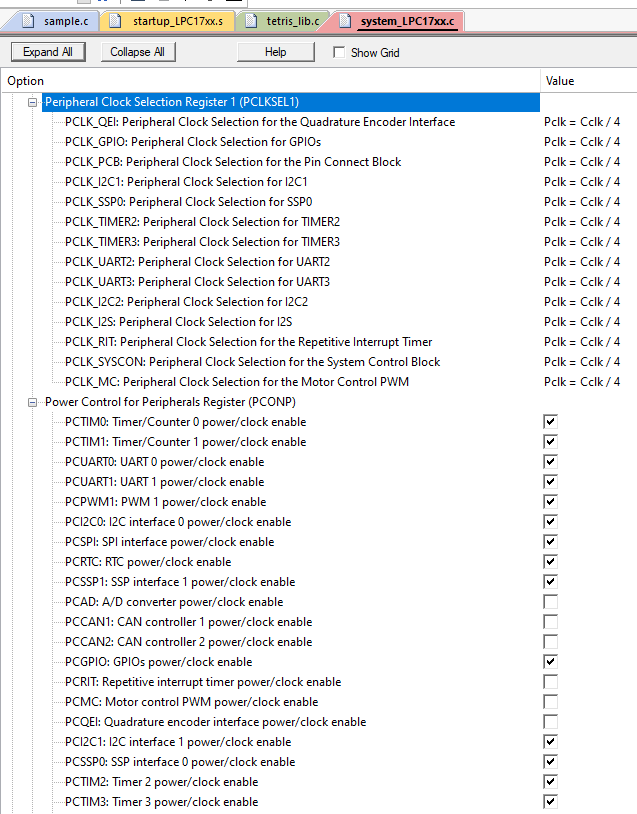 sample.c startup_LPC17xx.s tetris_lib.c system_LPC17xx.c
Expand All Collapse All Help Show Grid
Option Value
Peripheral Clock Selection Register 1 (PCLKSEL1)
PCLK_QEI: Peripheral Clock Selection for the Quadrature Encoder Interface Pclk = Cclk / 4
PCLK_GPIO: Peripheral Clock Selection for GPIOs Pclk = Cclk / 4
PCLK_PCB: Peripheral Clock Selection for the Pin Connect Block Pclk = Cclk / 4
PCLK_I2C1: Peripheral Clock Selection for I2C1 Pclk = Cclk / 4
PCLK_SSP0: Peripheral Clock Selection for SSP0 Pclk = Cclk / 4
PCLK_TIMER2: Peripheral Clock Selection for TIMER2 Pclk = Cclk / 4
PCLK_TIMER3: Peripheral Clock Selection for TIMER3 Pclk = Cclk / 4
PCLK_UART2: Peripheral Clock Selection for UART2 Pclk = Cclk / 4
PCLK_UART3: Peripheral Clock Selection for UART3 Pclk = Cclk / 4
PCLK_I2C2: Peripheral Clock Selection for I2C2 Pclk = Cclk / 4
PCLK_I2S: Peripheral Clock Selection for I2S Pclk = Cclk / 4
PCLK_RIT: Peripheral Clock Selection for the Repetitive Interrupt Timer Pclk = Cclk / 4
PCLK_SYSCON: Peripheral Clock Selection for the System Control Block Pclk = Cclk / 4
PCLK_MC: Peripheral Clock Selection for the Motor Control PWM Pclk = Cclk / 4
Power Control for Peripherals Register (PCONP)
PCTIM0: Timer/Counter 0 power/clock enable
PCTIM1: Timer/Counter 1 power/clock enable
PCUART0: UART 0 power/clock enable
PCUART1: UART 1 power/clock enable
PCPWM1: PWM 1 power/clock enable
PCI2C0: I2C interface 0 power/clock enable
PCSPI: SPI interface power/clock enable
PCRTC: RTC power/clock enable
PCSSP1: SSP interface 1 power/clock enable
PCAD: A/D converter power/clock enable
PCCAN1: CAN controller 1 power/clock enable
PCCAN2: CAN controller 2 power/clock enable
PCGPIO: GPIOs power/clock enable
PCRIT: Repetitive interrupt timer power/clock enable
PCMC: Motor control PWM power/clock enable
PCQEI: Quadrature encoder interface power/clock enable
PCI2C1: I2C interface 1 power/clock enable
PCSSP0: SSP interface 0 power/clock enable
PCTIM2: Timer 2 power/clock enable
PCTIM3: Timer 3 power/clock enable